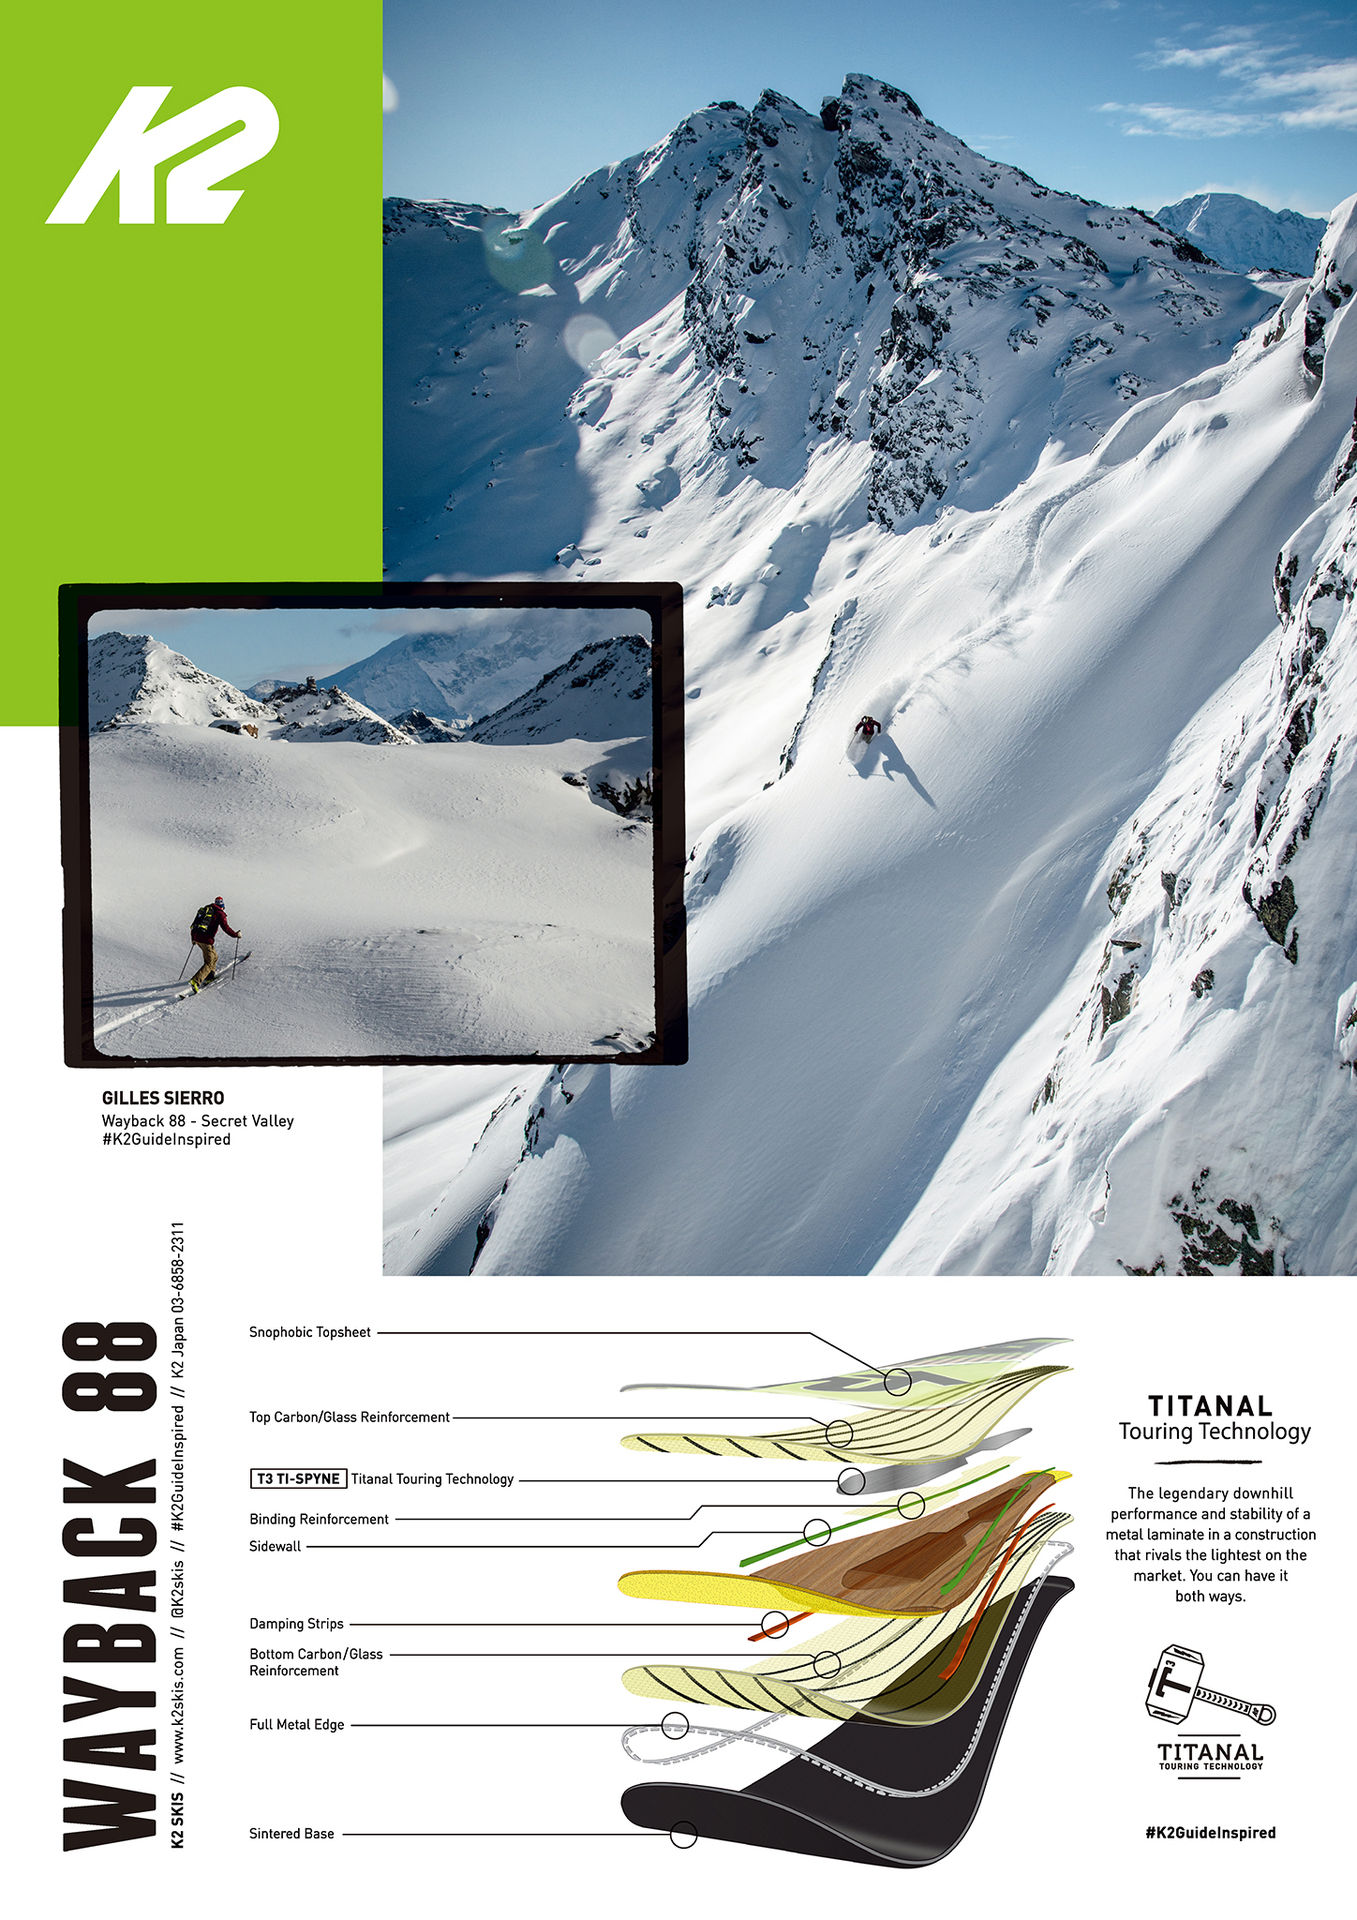 K2
GILLES SIERRO
Wayback 88 - Secret Valley
#K2GuideInspired
WAYBACK 88
K2 SKIS // www.k2skis.com // @K2skis // #K2GuideInspired // K2 Japan 03-6858-2311
Snophobic Topsheet
Top Carbon/Glass Reinforcement
T3 TI-SPYNE Titanal Touring Technology
Binding Reinforcement
Sidewall
Damping Strips
Bottom Carbon/Glass
Reinforcement
Full Metal Edge
Sintered Base
TITANAL
Touring Technology
The legendary downhill
performance and stability of a
metal laminate in a construction
that rivals the lightest on the
market. You can have it
both ways.
T³
TITANAL
TOURING TECHNOLOGY
#K2GuideInspired